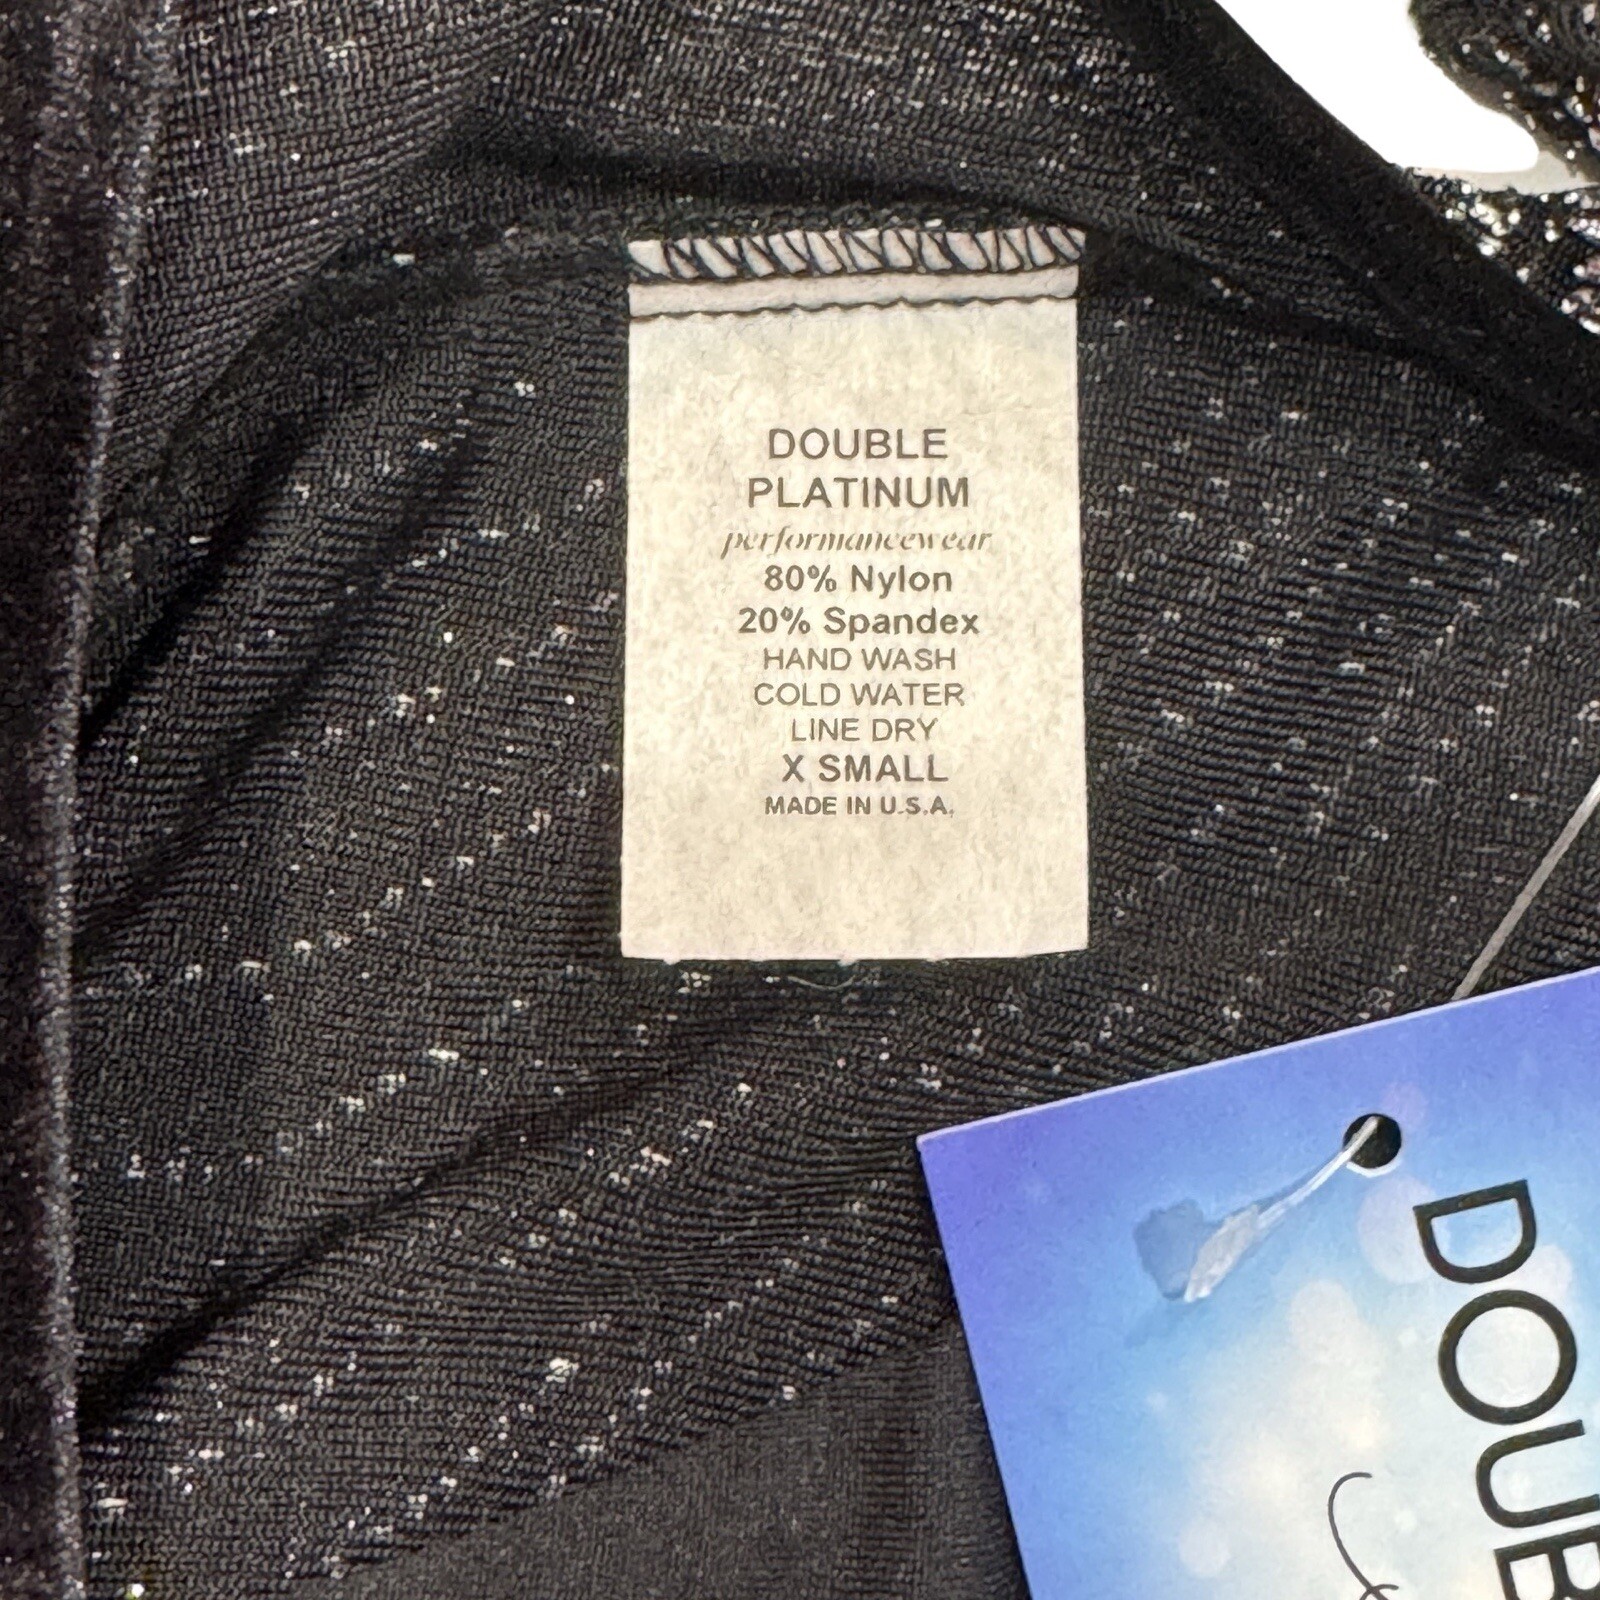 DOUBLE
PLATINUM
performancewear
80% Nylon
20% Spandex
HAND WASH
COLD WATER
LINE DRY
X SMALL
MADE IN U.S.A.
DOUB